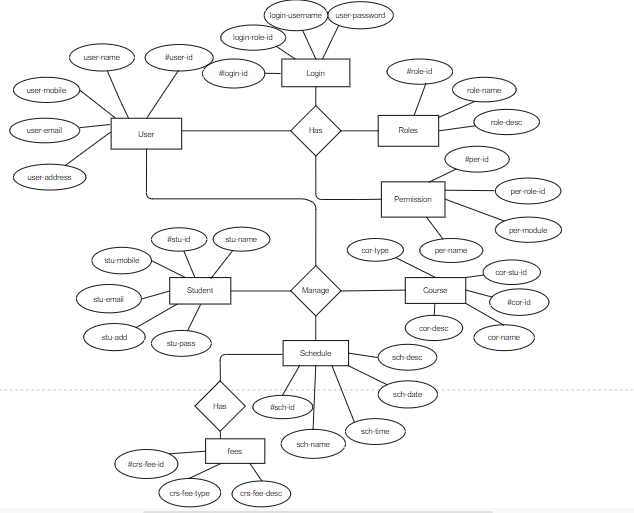 login-username
user-password
login-role-id
user-name
#user-id
#login-id
Login
#role-id
user-mobile
role-name
user-email
User
Has
Roles
role-desc
#per-id
user-address
Permission
per-role-id
per-module
#stu-id
stu-name
cor-type
per-name
stu-mobile
cor-stu-id
stu-email
Student
Manage
Course
#cor-id
stu-add
stu-pass
cor-desc
cor-name
Schedule
sch-desc
Has
#sch-id
sch-date
sch-name
sch-time
fees
#crs-fee-id
crs-fee-type
crs-fee-desc